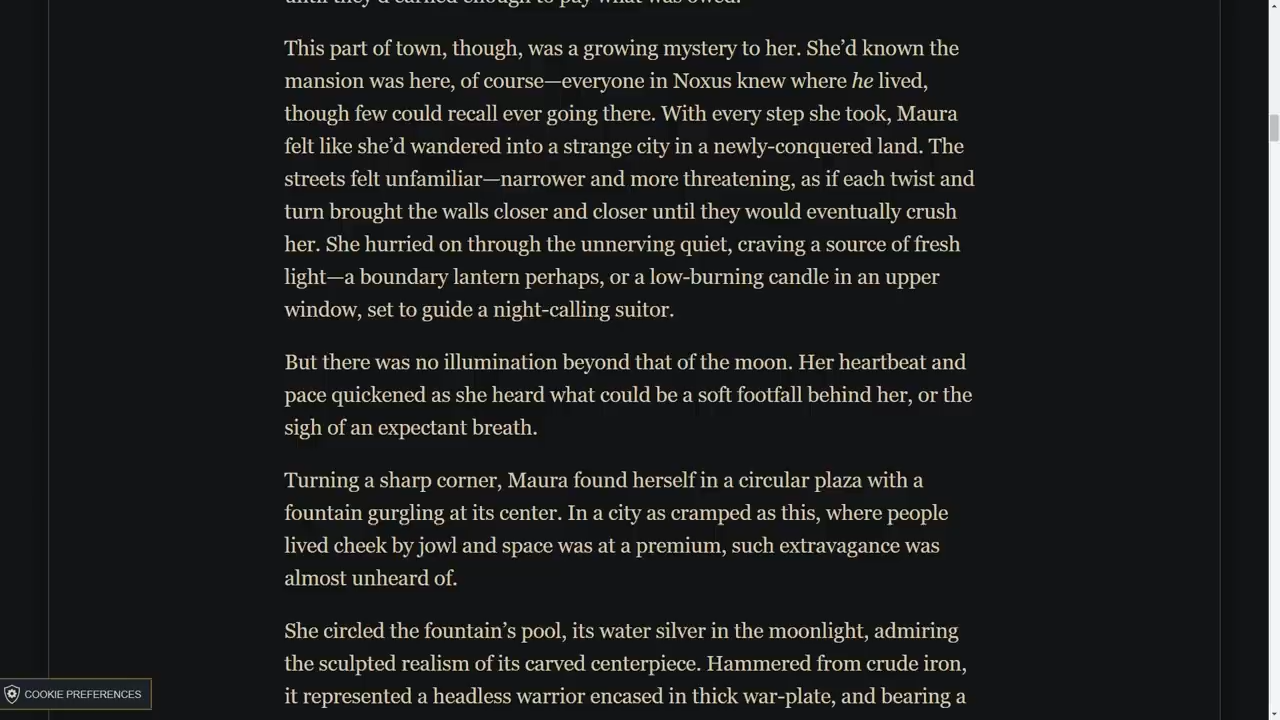 until they'd earned enough to pay what was owed.
This part of town, though, was a growing mystery to her. She’d known the
mansion was here, of course—everyone in Noxus knew where he lived,
though few could recall ever going there. With every step she took, Maura
felt like she’d wandered into a strange city in a newly-conquered land. The
streets felt unfamiliar—narrower and more threatening, as if each twist and
turn brought the walls closer and closer until they would eventually crush
her. She hurried on through the unnerving quiet, craving a source of fresh
light—a boundary lantern perhaps, or a low-burning candle in an upper
window, set to guide a night-calling suitor.
But there was no illumination beyond that of the moon. Her heartbeat and
pace quickened as she heard what could be a soft footfall behind her, or the
sigh of an expectant breath.
Turning a sharp corner, Maura found herself in a circular plaza with a
fountain gurgling at its center. In a city as cramped as this, where people
lived cheek by jowl and space was at a premium, such extravagance was
almost unheard of.
She circled the fountain’s pool, its water silver in the moonlight, admiring
the sculpted realism of its carved centerpiece. Hammered from crude iron,
it represented a headless warrior encased in thick war-plate, and bearing a
COOKIE PREFERENCES